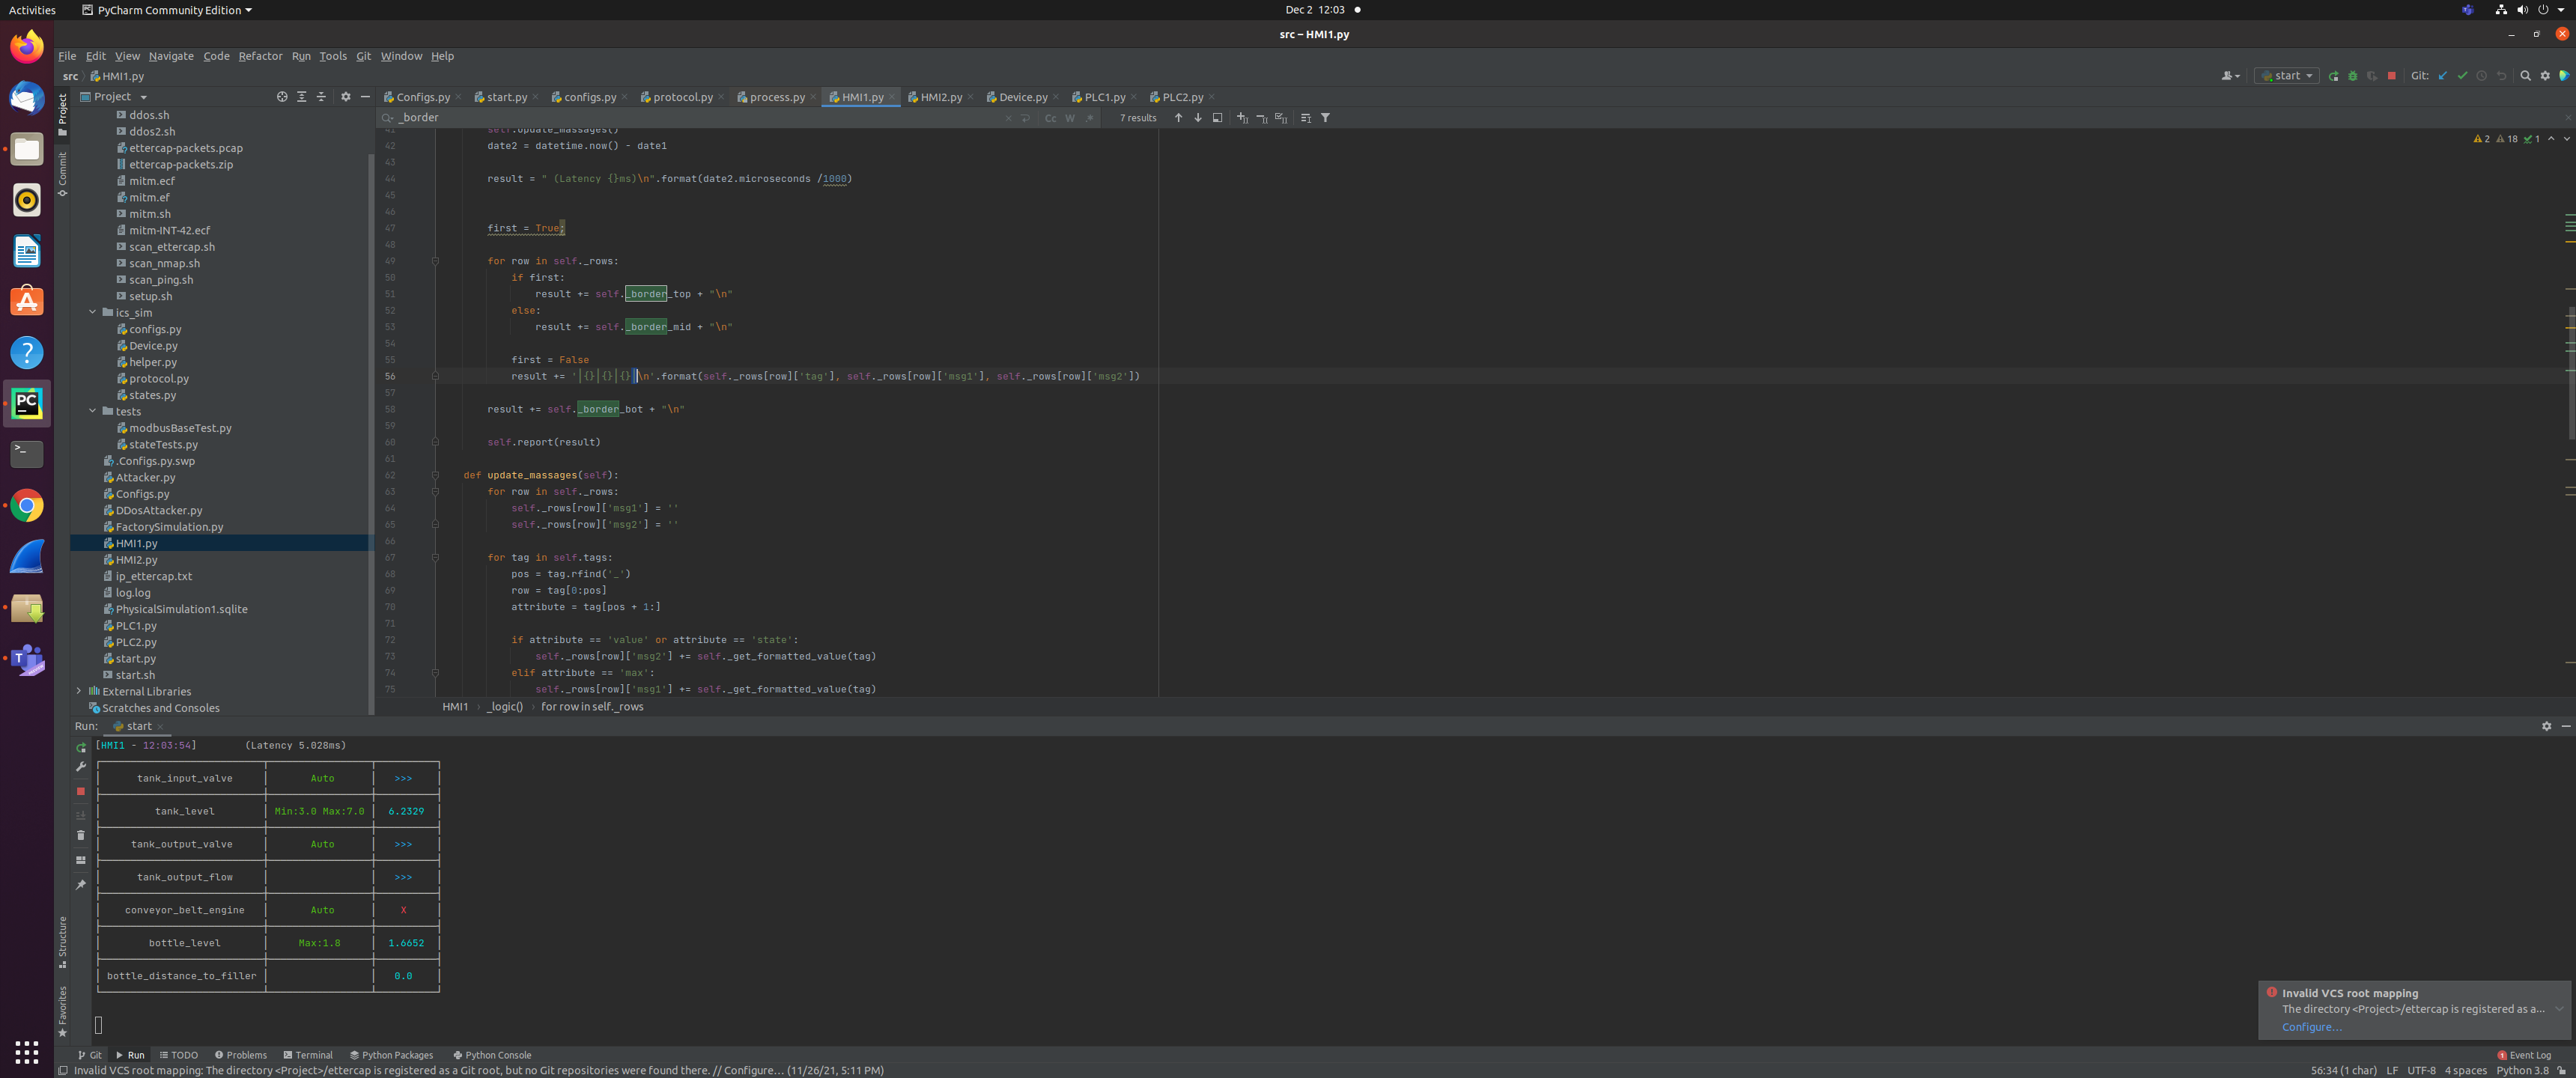 Activities
PyCharm Community Edition
Dec 2 12:03
src – HMI1.py
File Edit View Navigate Code Refactor Run Tools Git Window Help
src HMI1.py
start
Git:
Project
Configs.py start.py configs.py protocol.py process.py HMI1.py HMI2.py Device.py PLC1.py PLC2.py
_border
Cc W .*
7 results
2 18 1
Project
Commit
Structure
Favorites
ddos.sh
ddos2.sh
ettercap-packets.pcap
ettercap-packets.zip
mitm.ecf
mitm.ef
mitm.sh
mitm-INT-42.ecf
scan_ettercap.sh
scan_nmap.sh
scan_ping.sh
setup.sh
ics_sim
configs.py
Device.py
helper.py
protocol.py
states.py
tests
modbusBaseTest.py
stateTests.py
.Configs.py.swp
Attacker.py
Configs.py
DDosAttacker.py
FactorySimulation.py
HMI1.py
HMI2.py
ip_ettercap.txt
log.log
PhysicalSimulation1.sqlite
PLC1.py
PLC2.py
start.py
start.sh
External Libraries
Scratches and Consoles
41 self.update_massages()
42 date2 = datetime.now() - date1
43
44 result = " (Latency {}ms)\n".format(date2.microseconds /1000)
45
46
47 first = True;
48
49 for row in self._rows:
50 if first:
51 result += self._border_top + "\n"
52 else:
53 result += self._border_mid + "\n"
54
55 first = False
56 result += '│{}│{}│{}│\n'.format(self._rows[row]['tag'], self._rows[row]['msg1'], self._rows[row]['msg2'])
57
58 result += self._border_bot + "\n"
59
60 self.report(result)
61
62 def update_massages(self):
63 for row in self._rows:
64 self._rows[row]['msg1'] = ''
65 self._rows[row]['msg2'] = ''
66
67 for tag in self.tags:
68 pos = tag.rfind('_')
69 row = tag[0:pos]
70 attribute = tag[pos + 1:]
71
72 if attribute == 'value' or attribute == 'state':
73 self._rows[row]['msg2'] += self._get_formatted_value(tag)
74 elif attribute == 'max':
75 self._rows[row]['msg1'] += self._get_formatted_value(tag)
HMI1 › _logic() › for row in self._rows
Run: start
[HMI1 - 12:03:54] (Latency 5.028ms)
tank_input_valve Auto >>>
tank_level Min:3.0 Max:7.0 6.2329
tank_output_valve Auto >>>
tank_output_flow >>>
conveyor_belt_engine Auto X
bottle_level Max:1.8 1.6652
bottle_distance_to_filler 0.0
Invalid VCS root mapping
The directory <Project>/ettercap is registered as a...
Configure...
Git Run TODO Problems Terminal Python Packages Python Console
1 Event Log
Invalid VCS root mapping: The directory <Project>/ettercap is registered as a Git root, but no Git repositories were found there. // Configure... (11/26/21, 5:11 PM)
56:34 (1 char) LF UTF-8 4 spaces Python 3.8